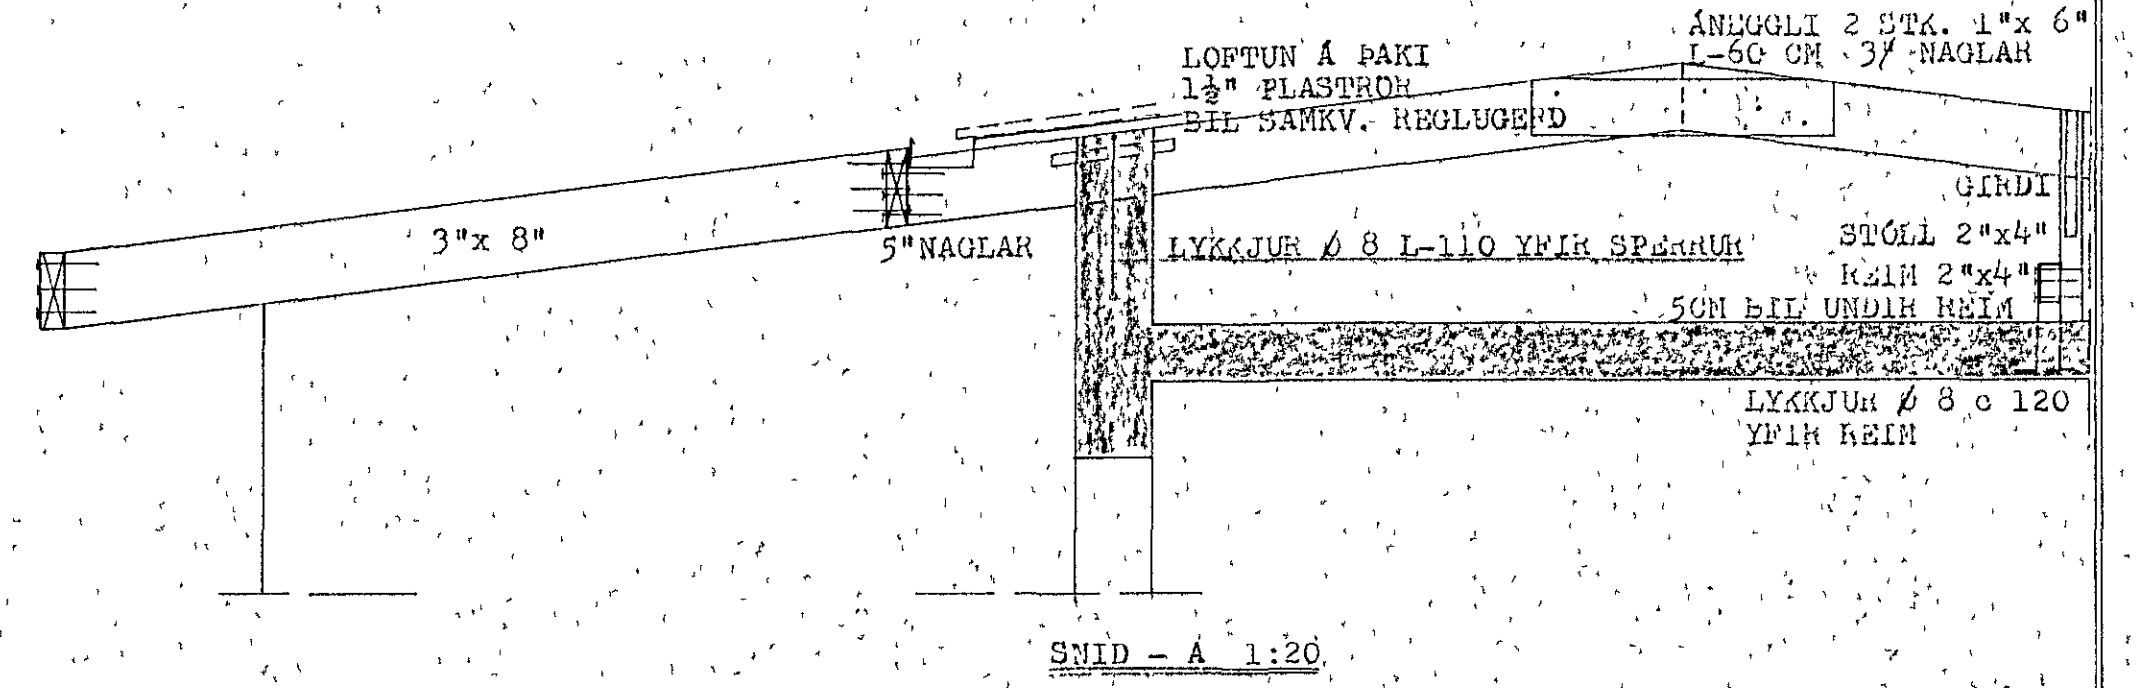 ÁNEGGLI 2 STK. 1"x 6"
L-60 CM 3" NAGLAR
LOFTUN Á ÞAKI
1½" PLASTRÖR
BIL SAMKV. REGLUGERÐ
3"x 8"
5"NAGLAR
LYKKJUR Ø 8 L-110 YFIR SPERRUR
GIRDI
STÓLL 2"x4"
REIM 2"x4"
5CM BIL UNDIR REIM
LYKKJUR Ø 8 c 120
YFIR REIM
SNID - A 1:20